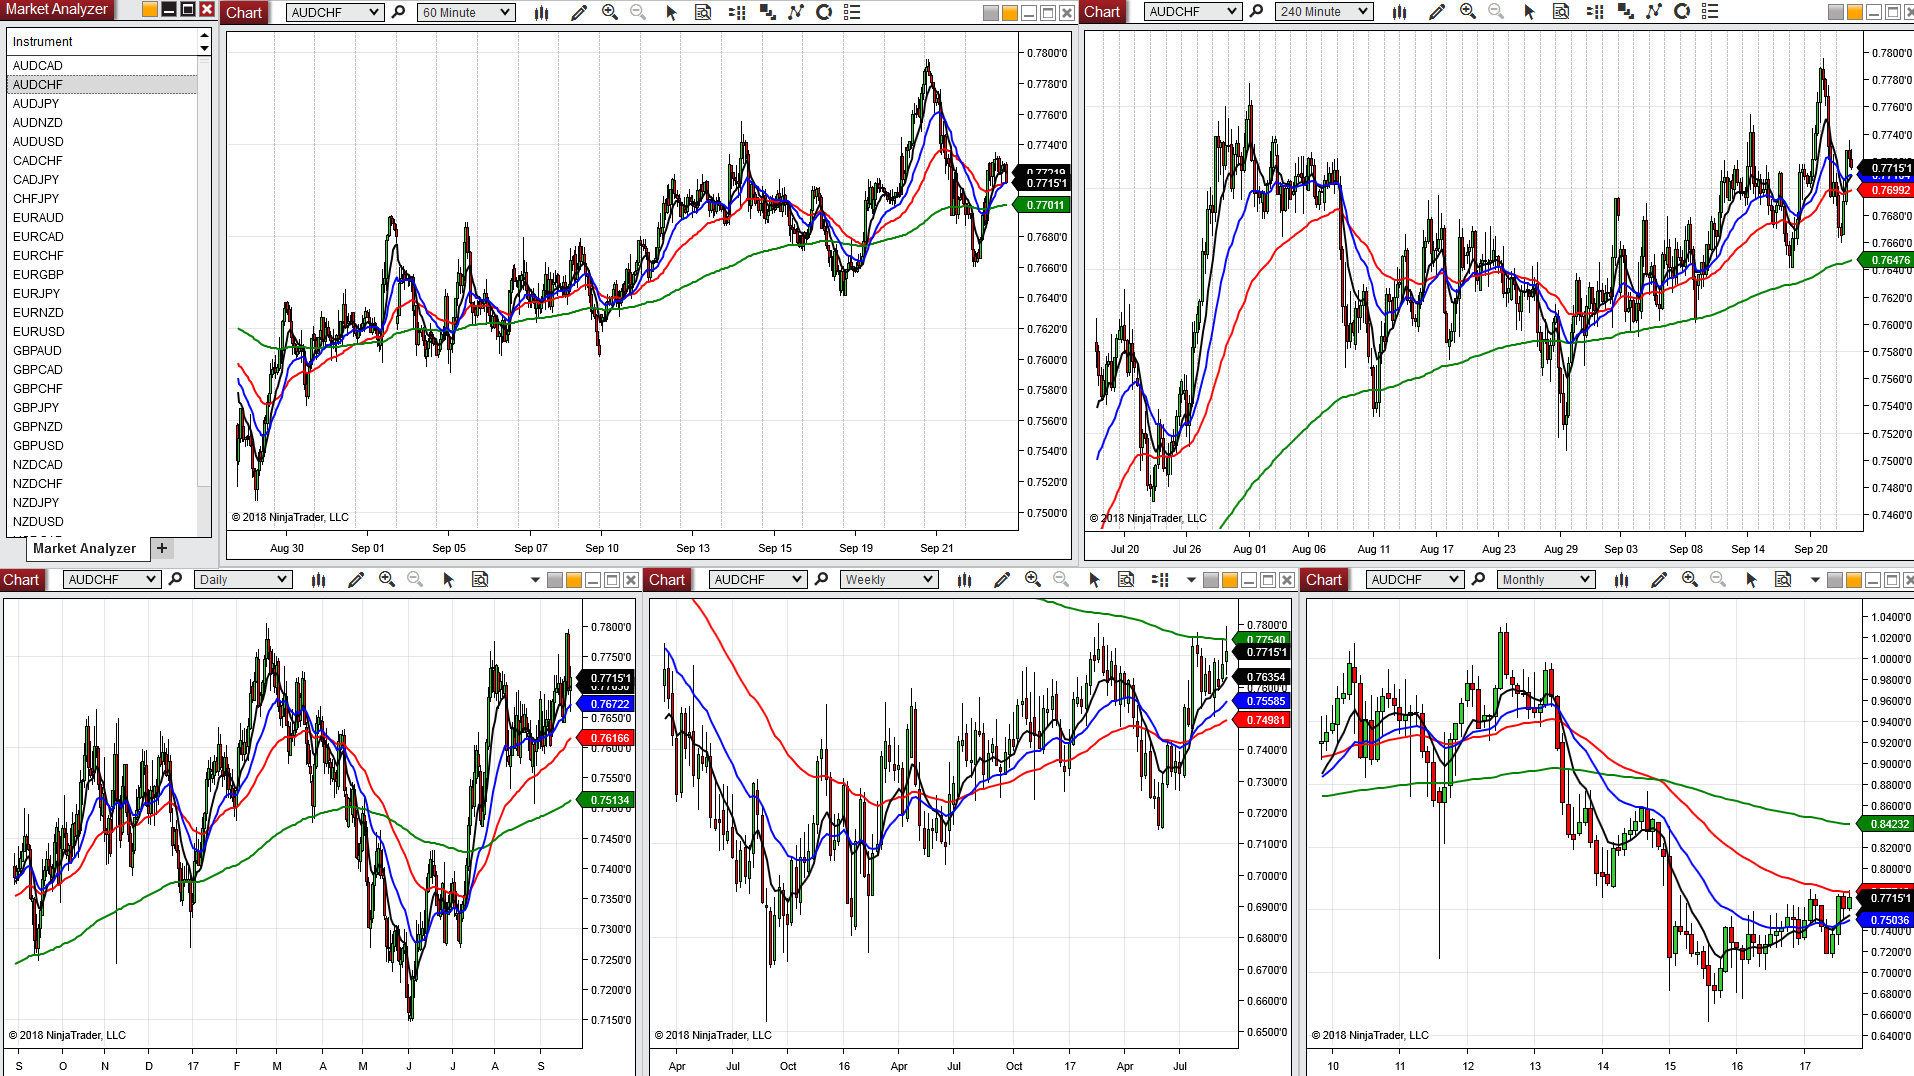 Market Analyzer
Instrument
AUDCAD
AUDCHF
AUDJPY
AUDNZD
AUDUSD
CADCHF
CADJPY
CHFJPY
EURAUD
EURCAD
EURCHF
EURGBP
EURJPY
EURNZD
EURUSD
GBPAUD
GBPCAD
GBPCHF
GBPJPY
GBPNZD
GBPUSD
NZDCAD
NZDCHF
NZDJPY
NZDUSD
Market Analyzer +
Chart AUDCHF 60 Minute
0.7800'0
0.7780'0
0.7760'0
0.7740'0
0.77219
0.7715'1
0.77011
0.7680'0
0.7660'0
0.7640'0
0.7620'0
0.7600'0
0.7580'0
0.7560'0
0.7540'0
0.7520'0
0.7500'0
© 2018 NinjaTrader, LLC
Aug 30 Sep 01 Sep 05 Sep 07 Sep 10 Sep 13 Sep 15 Sep 19 Sep 21
Chart AUDCHF 240 Minute
0.7800'0
0.7780'0
0.7760'0
0.7740'0
0.7715'1
0.76992
0.7680'0
0.7660'0
0.76476
0.7640'0
0.7620'0
0.7600'0
0.7580'0
0.7560'0
0.7540'0
0.7520'0
0.7500'0
0.7480'0
0.7460'0
© 2018 NinjaTrader, LLC
Jul 20 Jul 26 Aug 01 Aug 06 Aug 11 Aug 17 Aug 23 Aug 29 Sep 03 Sep 08 Sep 14 Sep 20
Chart AUDCHF Daily
0.7800'0
0.7750'0
0.7715'1
0.76722
0.7650'0
0.76166
0.7600'0
0.7550'0
0.75134
0.7500'0
0.7450'0
0.7400'0
0.7350'0
0.7300'0
0.7250'0
0.7200'0
0.7150'0
© 2018 NinjaTrader, LLC
S O N D 17 F M A M J J A S
Chart AUDCHF Weekly
0.7800'0
0.77540
0.7715'1
0.76354
0.7600'0
0.75585
0.74981
0.7400'0
0.7300'0
0.7200'0
0.7100'0
0.7000'0
0.6900'0
0.6800'0
0.6700'0
0.6600'0
0.6500'0
© 2018 NinjaTrader, LLC
Apr Jul Oct 16 Apr Jul Oct 17 Apr Jul
Chart AUDCHF Monthly
1.0400'0
1.0200'0
1.0000'0
0.9800'0
0.9600'0
0.9400'0
0.9200'0
0.9000'0
0.8800'0
0.8600'0
0.84232
0.8200'0
0.8000'0
0.7715'1
0.75036
0.7400'0
0.7200'0
0.7000'0
0.6800'0
0.6600'0
0.6400'0
© 2018 NinjaTrader, LLC
10 11 12 13 14 15 16 17